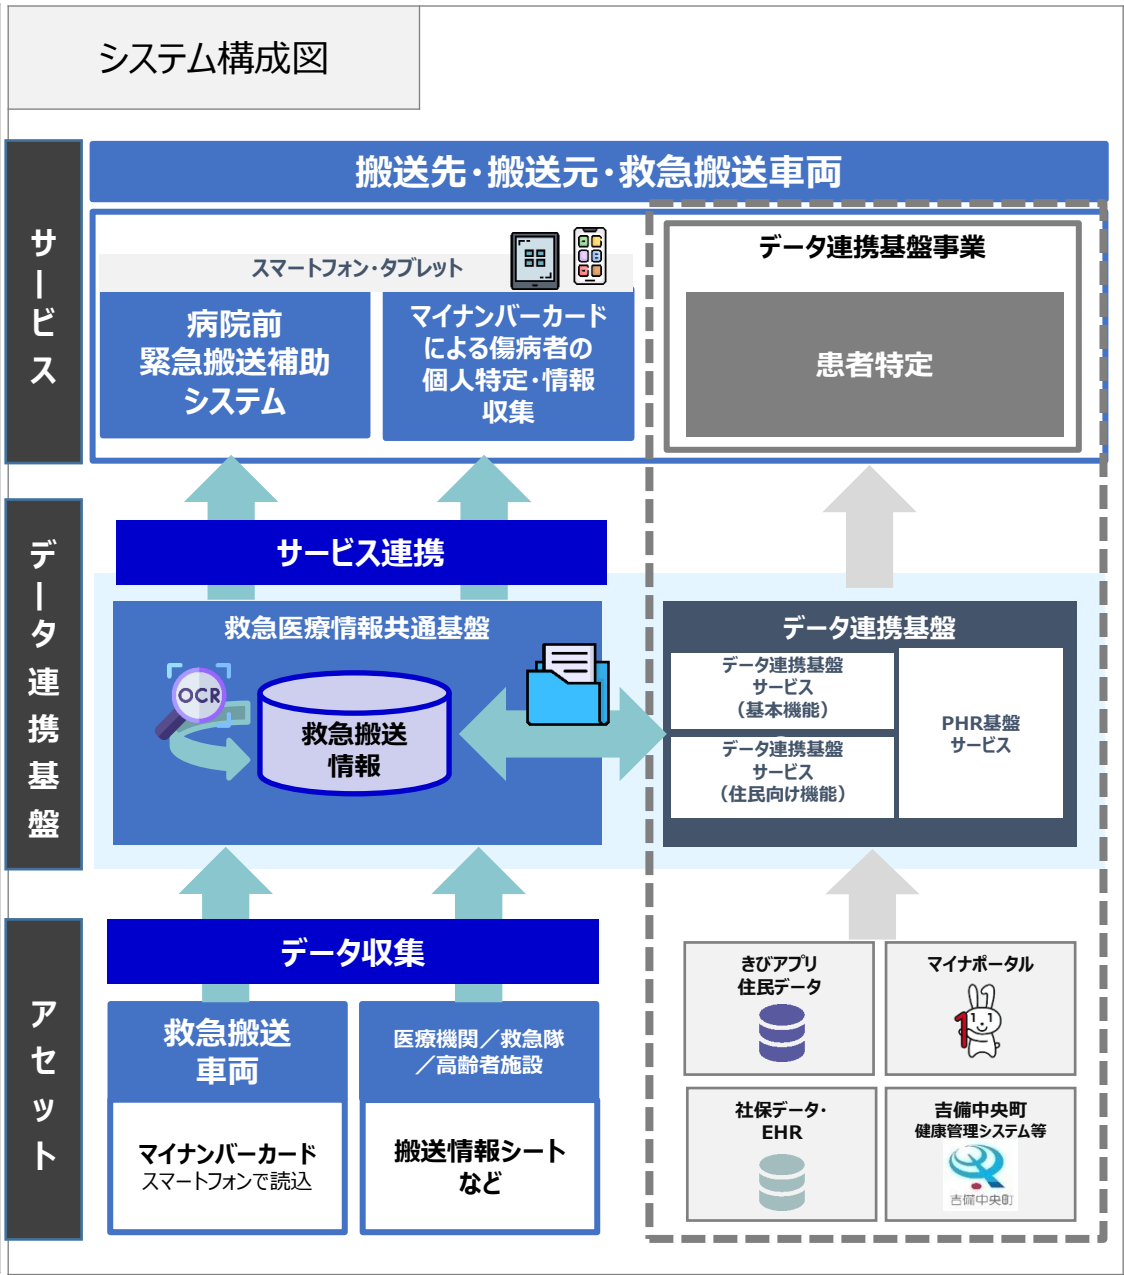 システム構成図
サービス
搬送先・搬送元・救急搬送車両
スマートフォン・タブレット
病院前
緊急搬送補助
システム
マイナンバーカード
による傷病者の
個人特定・情報
収集
データ連携基盤事業
患者特定
データ連携基盤
サービス連携
救急医療情報共通基盤
OCR
救急搬送
情報
データ連携基盤
データ連携基盤
サービス
（基本機能）
データ連携基盤
サービス
（住民向け機能）
PHR基盤
サービス
アセット
データ収集
救急搬送
車両
マイナンバーカード
スマートフォンで読込
医療機関／救急隊
／高齢者施設
搬送情報シート
など
きびアプリ
住民データ
マイナポータル
1
社保データ・
EHR
吉備中央町
健康管理システム等
吉備中央町